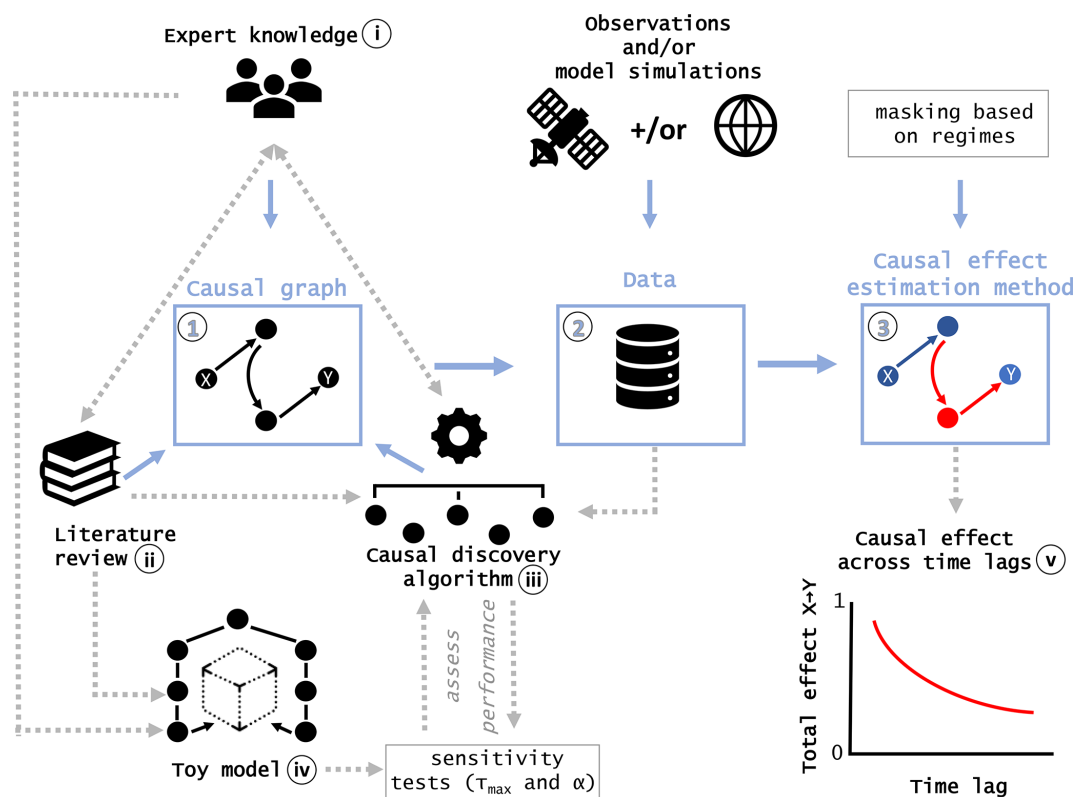 Expert knowledge i
Observations
and/or
model simulations
+/or
masking based
on regimes
Causal graph
1
X
Y
Data
2
Causal effect
estimation method
3
X
Y
Literature
review ii
Causal discovery
algorithm iii
assess
performance
Toy model iv
sensitivity
tests (τmax and α)
Causal effect
across time lags v
Total effect X→Y
1
0
Time lag